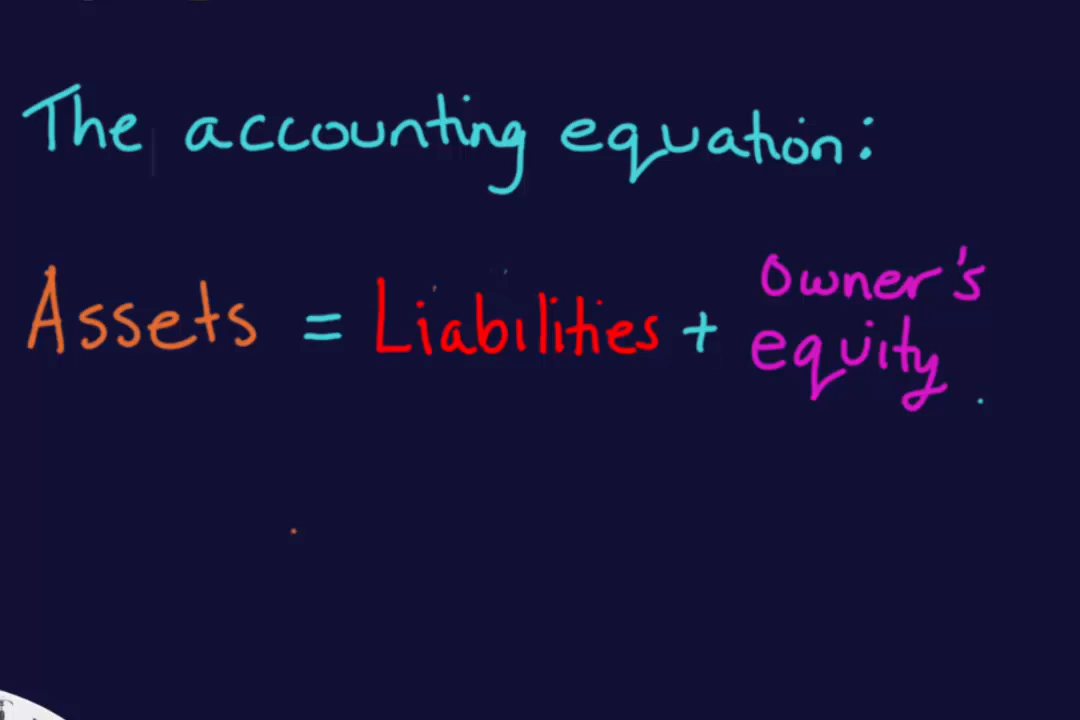 The accounting equation:
Assets = Liabilities + Owner's equity